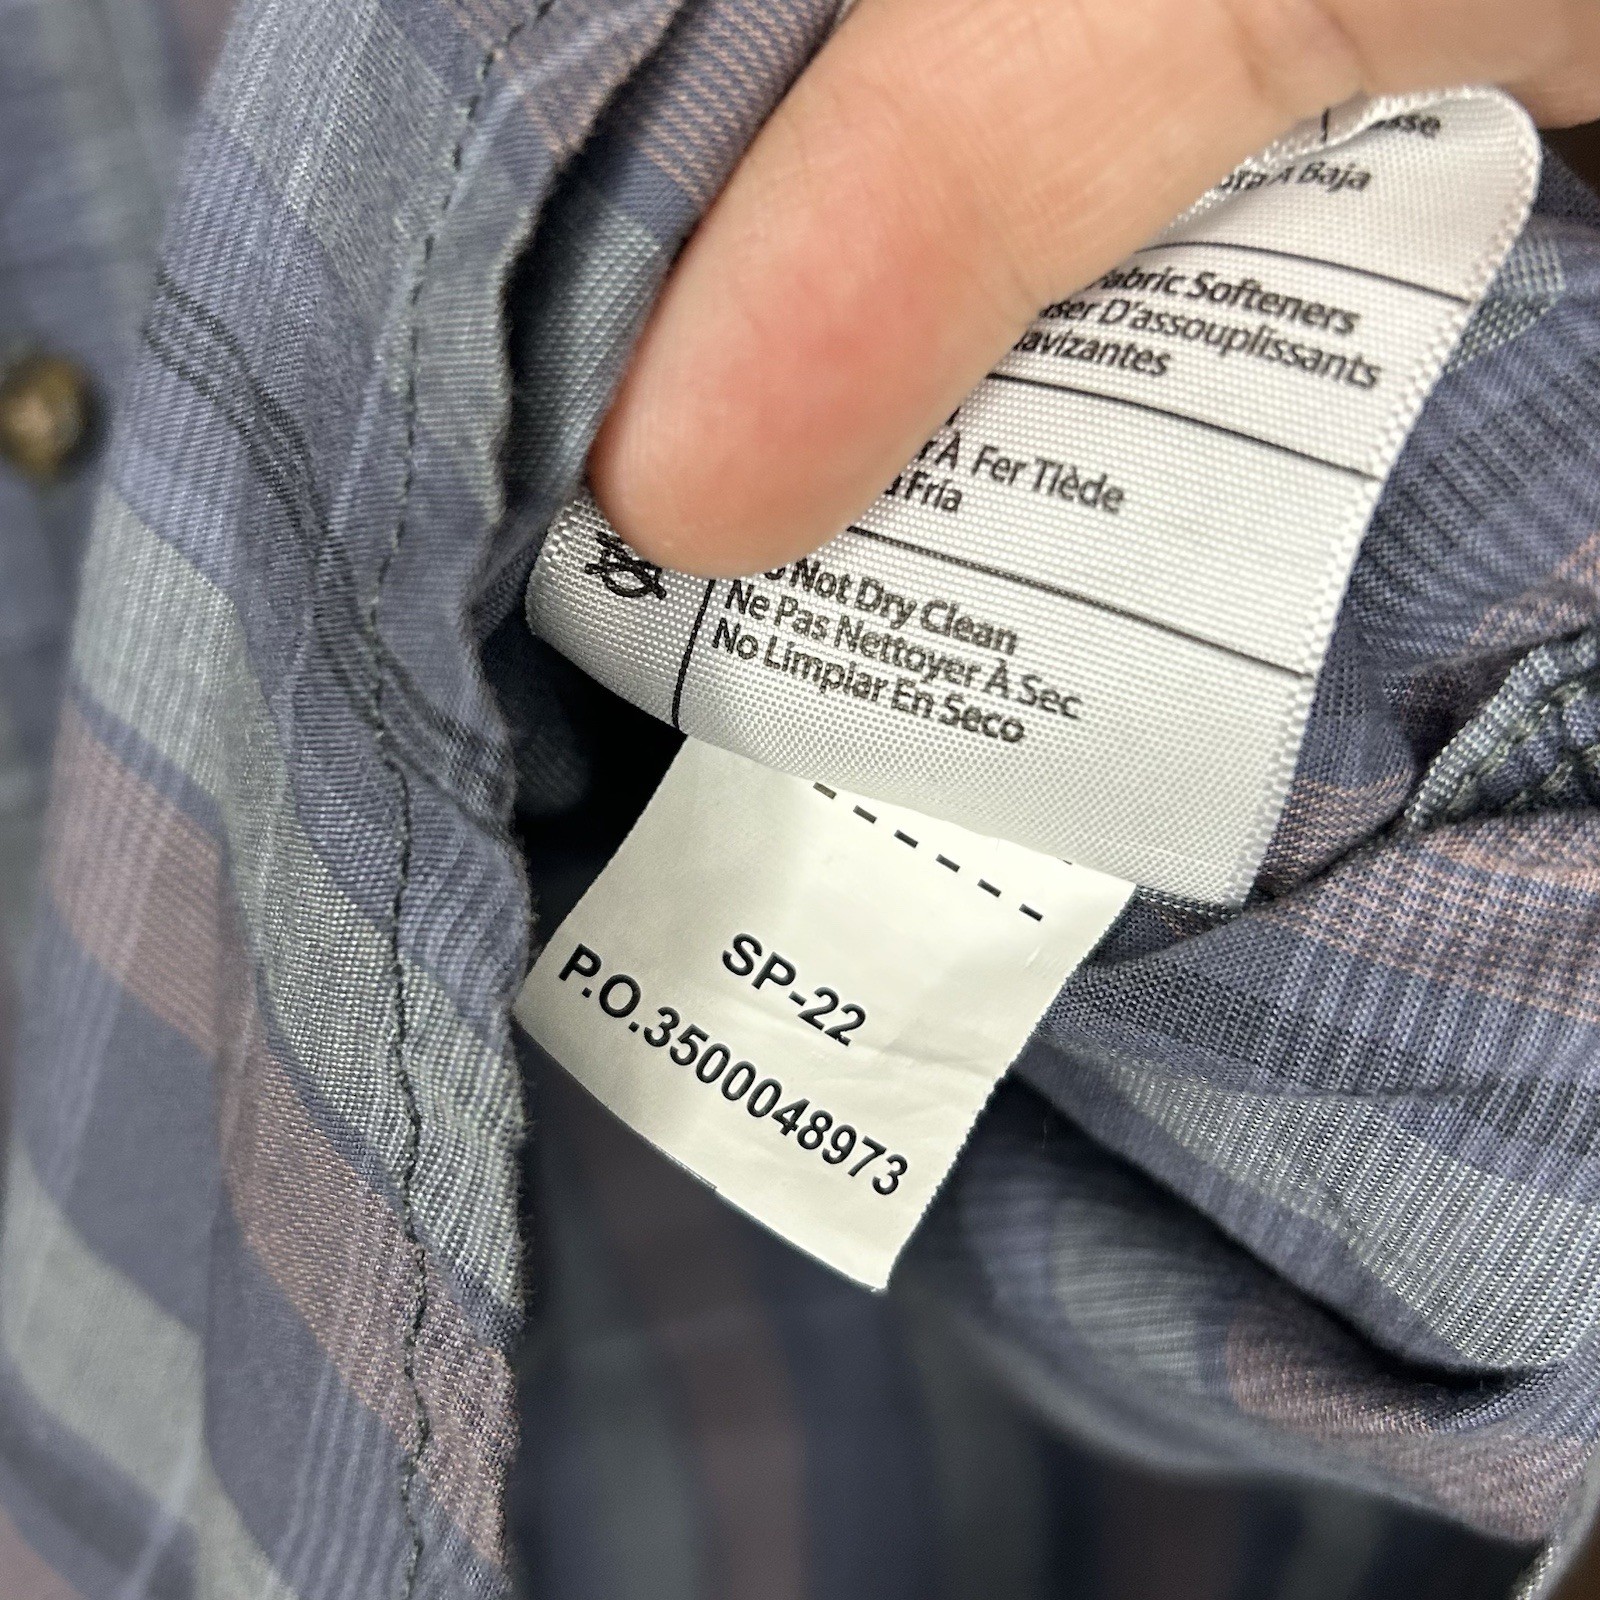 A Baja
Fabric Softeners
D'assouplissants
À Fer Tiède
Fría
Not Dry Clean
Ne Pas Nettoyer À Sec
No Limpiar En Seco
SP-22
P.O.3500048973